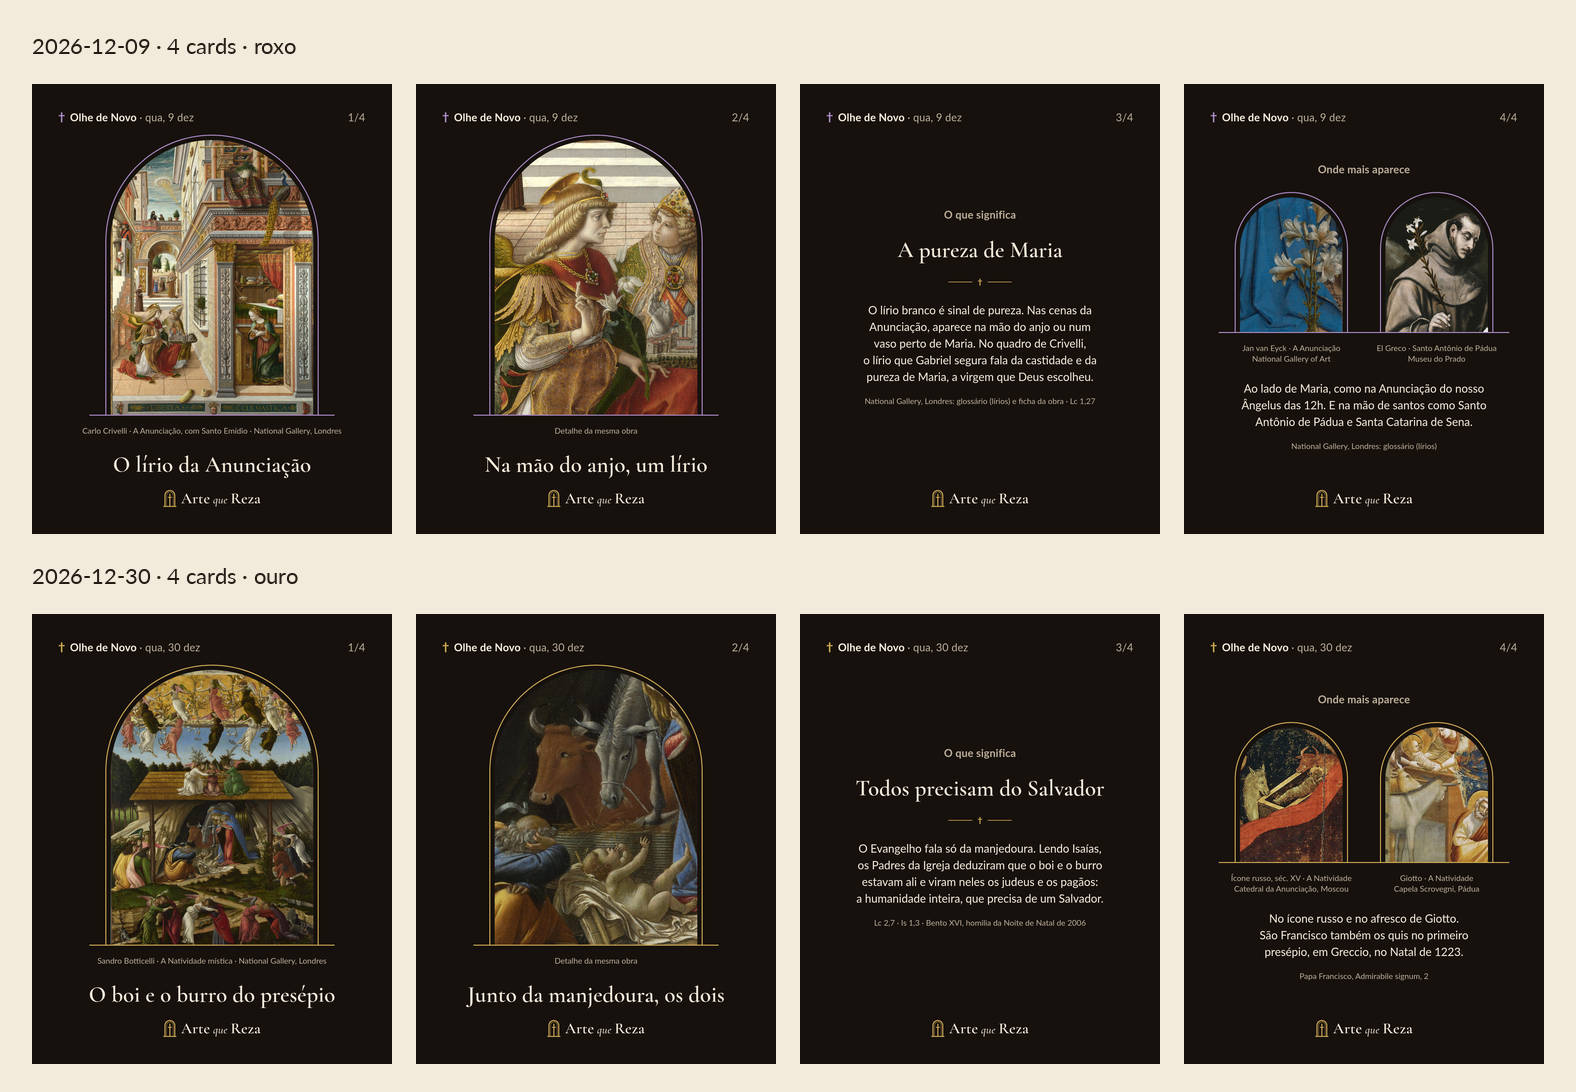 2026-12-09 · 4 cards · roxo
† Olhe de Novo · qua, 9 dez 1/4
Carlo Crivelli · A Anunciação, com Santo Emídio · National Gallery, Londres
O lírio da Anunciação
Arte que Reza
† Olhe de Novo · qua, 9 dez 2/4
Detalhe da mesma obra
Na mão do anjo, um lírio
Arte que Reza
† Olhe de Novo · qua, 9 dez 3/4
O que significa
A pureza de Maria
O lírio branco é sinal de pureza. Nas cenas da
Anunciação, aparece na mão do anjo ou num
vaso perto de Maria. No quadro de Crivelli,
o lírio que Gabriel segura fala da castidade e da
pureza de Maria, a virgem que Deus escolheu.
National Gallery, Londres: glossário (lírios) e ficha da obra · Lc 1,27
Arte que Reza
† Olhe de Novo · qua, 9 dez 4/4
Onde mais aparece
Jan van Eyck · A Anunciação
National Gallery of Art
El Greco · Santo Antônio de Pádua
Museu do Prado
Ao lado de Maria, como na Anunciação do nosso
Ângelus das 12h. E na mão de santos como Santo
Antônio de Pádua e Santa Catarina de Sena.
National Gallery, Londres: glossário (lírios)
Arte que Reza
2026-12-30 · 4 cards · ouro
† Olhe de Novo · qua, 30 dez 1/4
Sandro Botticelli · A Natividade mística · National Gallery, Londres
O boi e o burro do presépio
Arte que Reza
† Olhe de Novo · qua, 30 dez 2/4
Detalhe da mesma obra
Junto da manjedoura, os dois
Arte que Reza
† Olhe de Novo · qua, 30 dez 3/4
O que significa
Todos precisam do Salvador
O Evangelho fala só da manjedoura. Lendo Isaías,
os Padres da Igreja deduziram que o boi e o burro
estavam ali e viram neles os judeus e os pagãos:
a humanidade inteira, que precisa de um Salvador.
Lc 2,7 · Is 1,3 · Bento XVI, homilia da Noite de Natal de 2006
Arte que Reza
† Olhe de Novo · qua, 30 dez 4/4
Onde mais aparece
Ícone russo, séc. XV · A Natividade
Catedral da Anunciação, Moscou
Giotto · A Natividade
Capela Scrovegni, Pádua
No ícone russo e no afresco de Giotto.
São Francisco também os quis no primeiro
presépio, em Greccio, no Natal de 1223.
Papa Francisco, Admirabile signum, 2
Arte que Reza